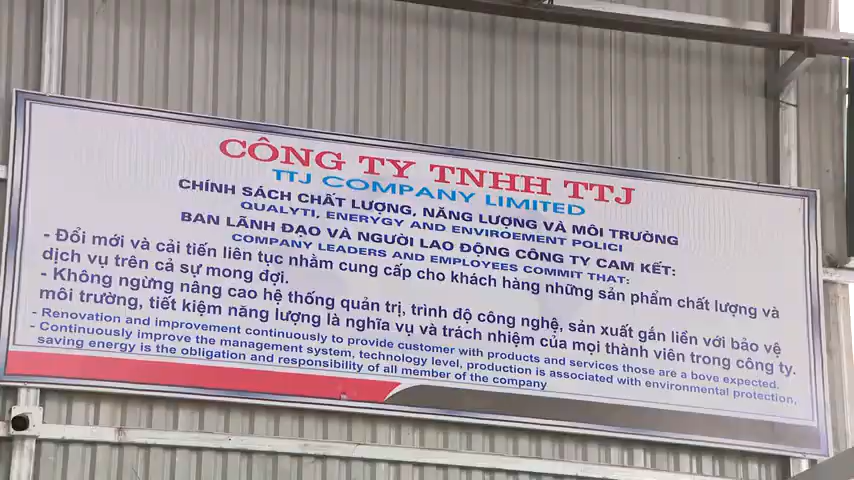 CÔNG TY TNHH TTJ
TTJ COMPANY LIMITED
CHÍNH SÁCH CHẤT LƯỢNG, NĂNG LƯỢNG VÀ MÔI TRƯỜNG
QUALYTI, ENERYGY AND ENVIROEMENT POLICI
BAN LÃNH ĐẠO VÀ NGƯỜI LAO ĐỘNG CÔNG TY CAM KẾT:
COMPANY LEADERS AND EMPLOYEES COMMIT THAT:
- Đổi mới và cải tiến liên tục nhằm cung cấp cho khách hàng những sản phẩm chất lượng và
dịch vụ trên cả sự mong đợi.
- Không ngừng nâng cao hệ thống quản trị, trình độ công nghệ, sản xuất gắn liền với bảo vệ
môi trường, tiết kiệm năng lượng là nghĩa vụ và trách nhiệm của mọi thành viên trong công ty.
- Renovation and improvement continuously to provide customer with products and services those are a bove expected.
- Continuously improve the management system, technology level, production is associated with environmental protection,
saving energy is the obligation and responsibility of all member of the company